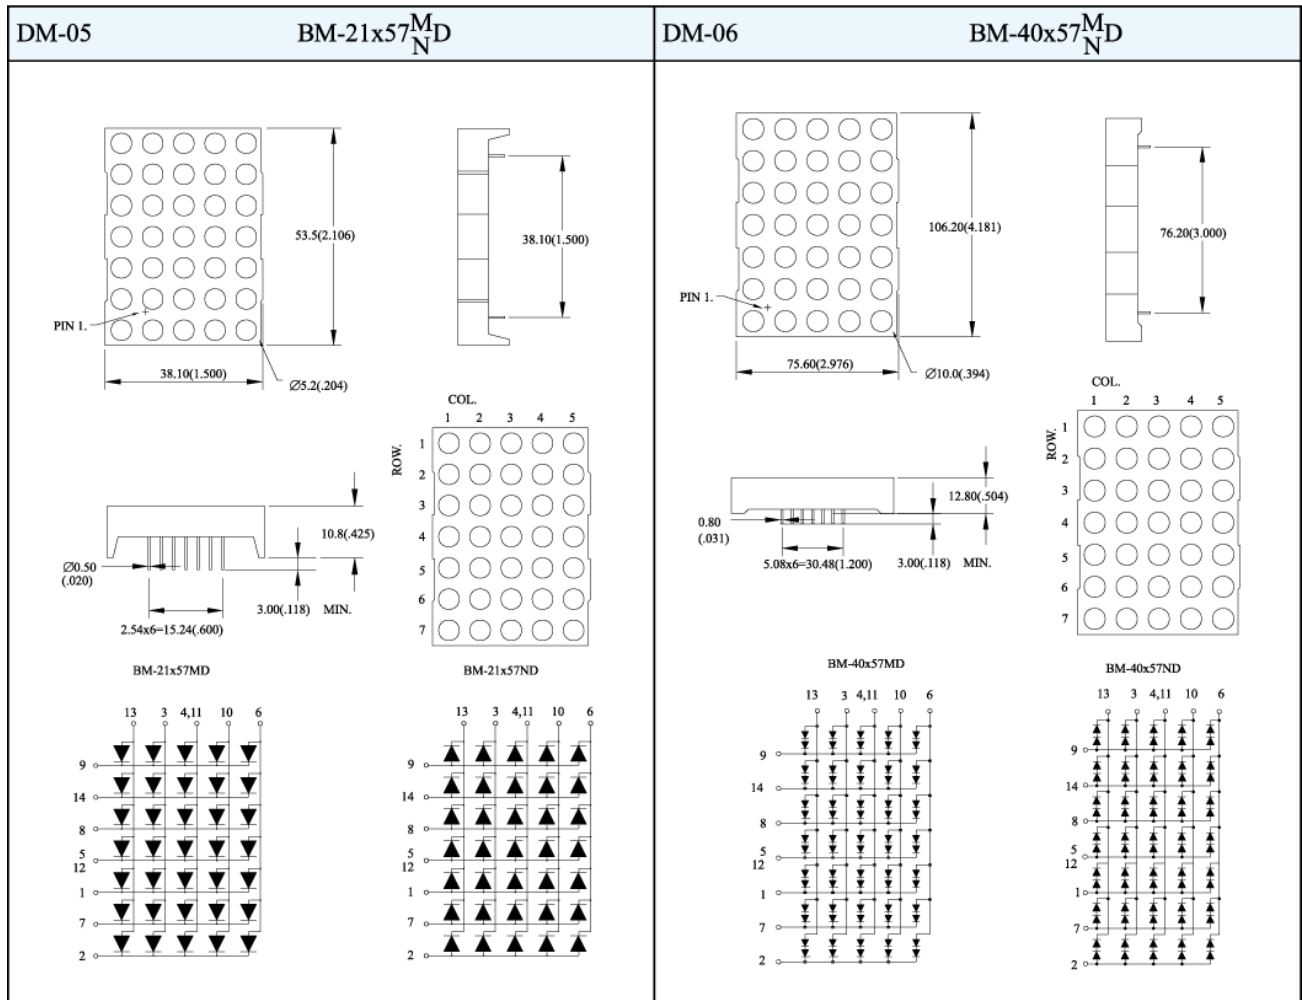 DM-05 BM-21x57M/ND
53.5(2.106)
38.10(1.500)
PIN 1.
38.10(1.500)
Ø5.2(.204)
COL.
1 2 3 4 5
ROW.
1
2
3
4
5
6
7
10.8(.425)
Ø0.50
(.020)
3.00(.118) MIN.
2.54x6=15.24(.600)
BM-21x57MD
13 3 4,11 10 6
9
14
8
5
12
1
7
2
BM-21x57ND
13 3 4,11 10 6
9
14
8
5
12
1
7
2
DM-06 BM-40x57M/ND
106.20(4.181)
76.20(3.000)
PIN 1.
75.60(2.976)
Ø10.0(.394)
COL.
1 2 3 4 5
ROW.
1
2
3
4
5
6
7
12.80(.504)
0.80
(.031)
5.08x6=30.48(1.200)
3.00(.118) MIN.
BM-40x57MD
13 3 4,11 10 6
9
14
8
5
12
1
7
2
BM-40x57ND
13 3 4,11 10 6
9
14
8
5
12
1
7
2